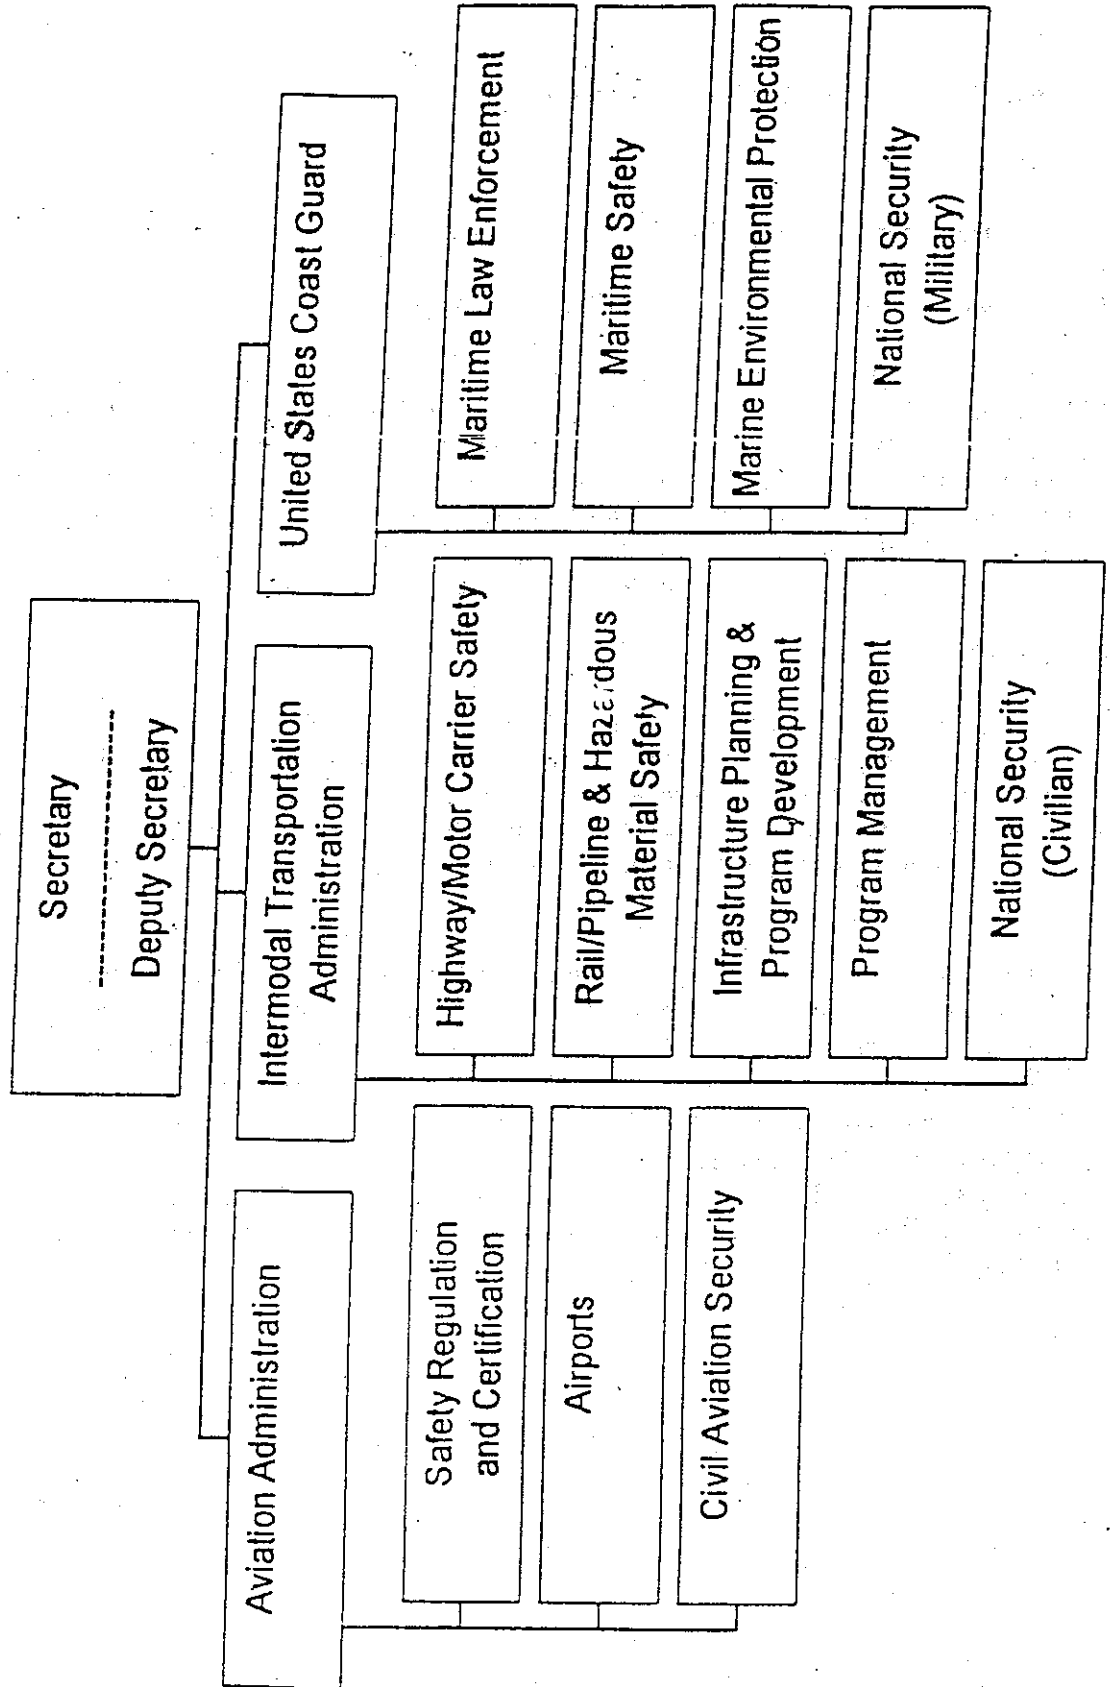 Secretary
Deputy Secretary
Aviation Administration
Safety Regulation
and Certification
Airports
Civil Aviation Security
Intermodal Transportation
Administration
Highway/Motor Carrier Safety
Rail/Pipeline & Hazardous
Material Safety
Infrastructure Planning &
Program Development
Program Management
National Security
(Civilian)
United States Coast Guard
Maritime Law Enforcement
Maritime Safety
Marine Environmental Protection
National Security
(Military)